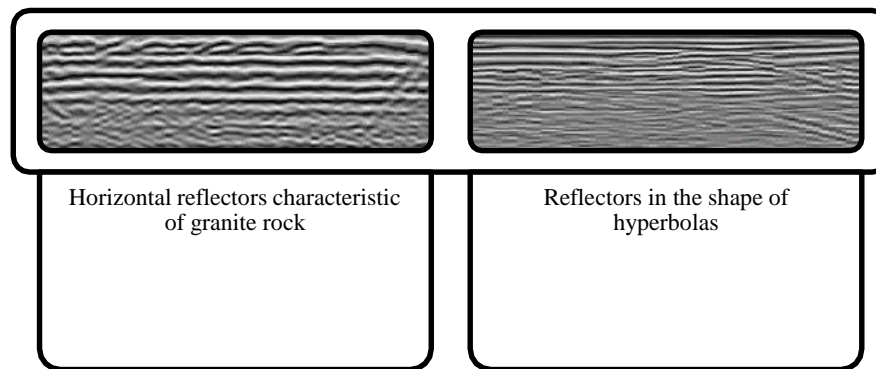 Horizontal reflectors characteristic
of granite rock
Reflectors in the shape of
hyperbolas